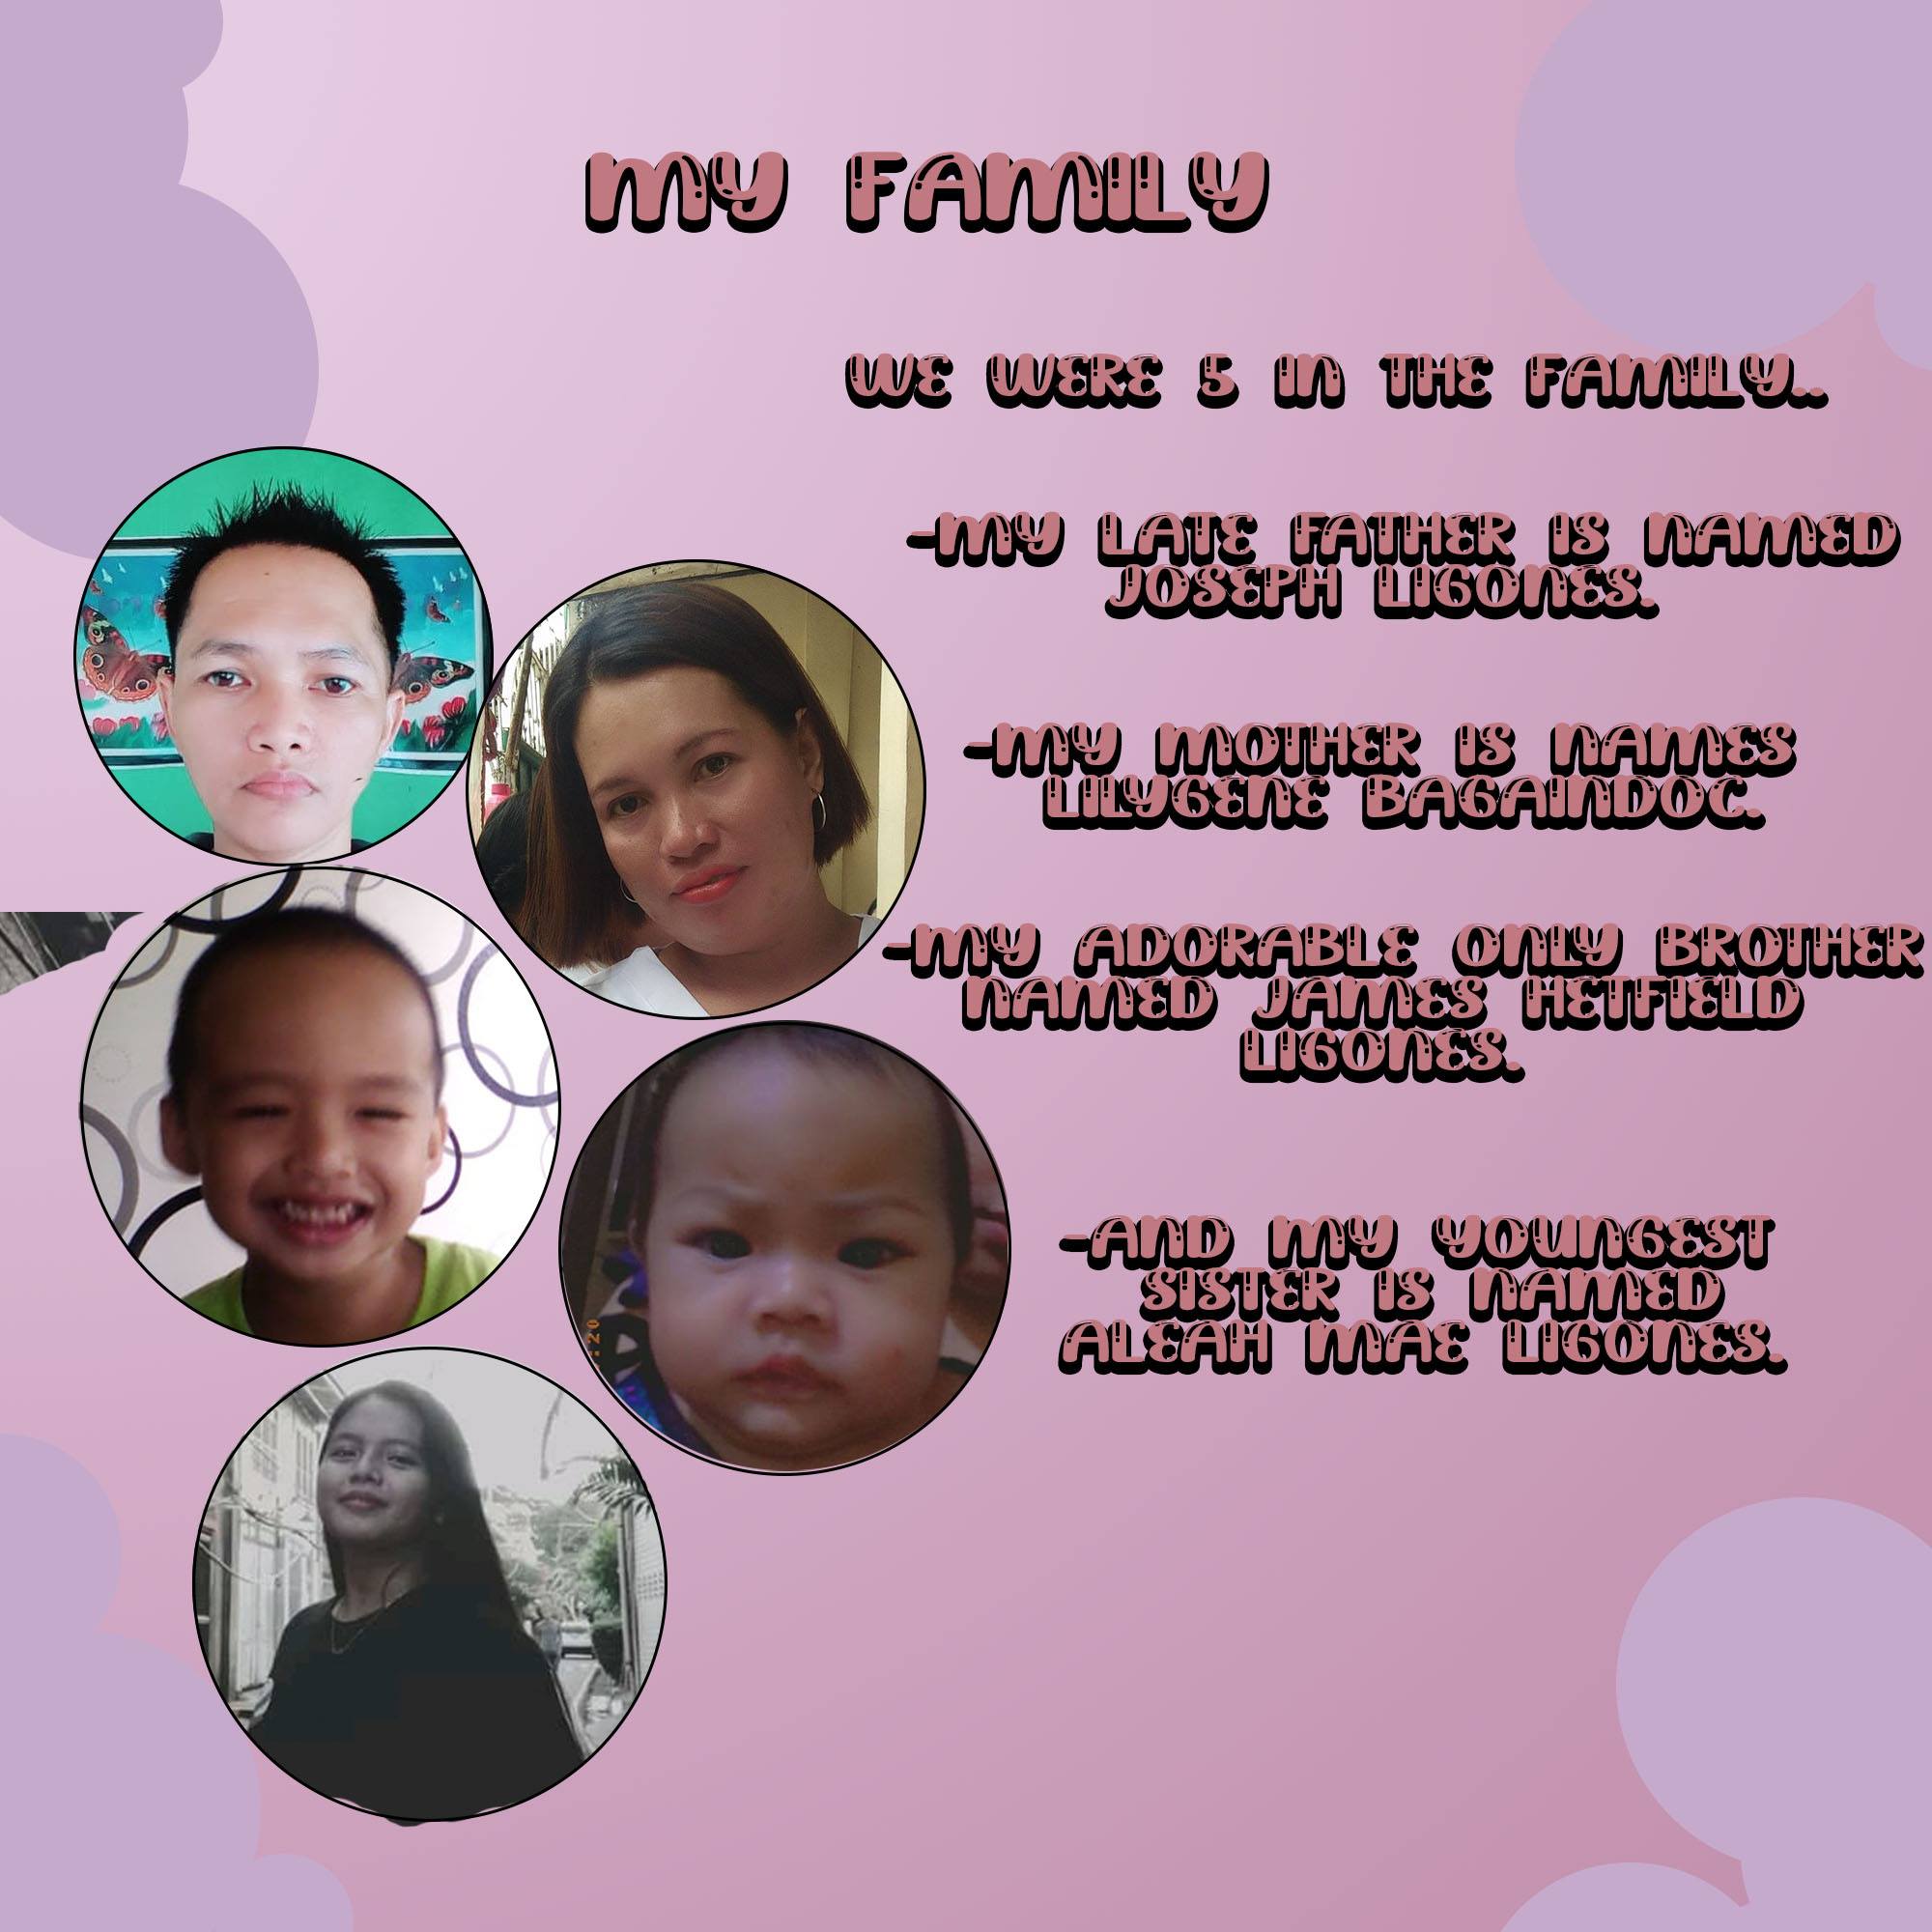 MY FAMILY
WE WERE 5 IN THE FAMILY..
-MY LATE FATHER IS NAMED
JOSEPH LIGONES.
-MY MOTHER IS NAMES
LILYGENE BAGAINDOC.
-MY ADORABLE ONLY BROTHER
NAMED JAMES HETFIELD
LIGONES.
-AND MY YOUNGEST
SISTER IS NAMED
ALEAH MAE LIGONES.